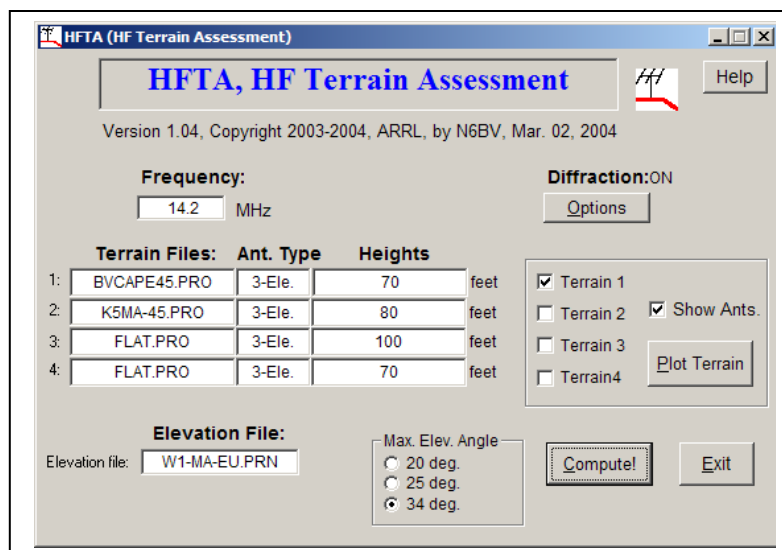 HFTA (HF Terrain Assessment)
HFTA, HF Terrain Assessment
Help
Version 1.04, Copyright 2003-2004, ARRL, by N6BV, Mar. 02, 2004
Frequency:
14.2 MHz
Diffraction:ON
Options
Terrain Files: Ant. Type Heights
1: BVCAPE45.PRO 3-Ele. 70 feet
2: K5MA-45.PRO 3-Ele. 80 feet
3: FLAT.PRO 3-Ele. 100 feet
4: FLAT.PRO 3-Ele. 70 feet
Terrain 1
Terrain 2
Terrain 3
Terrain4
Show Ants.
Plot Terrain
Elevation File:
Elevation file: W1-MA-EU.PRN
Max. Elev. Angle
20 deg.
25 deg.
34 deg.
Compute!
Exit